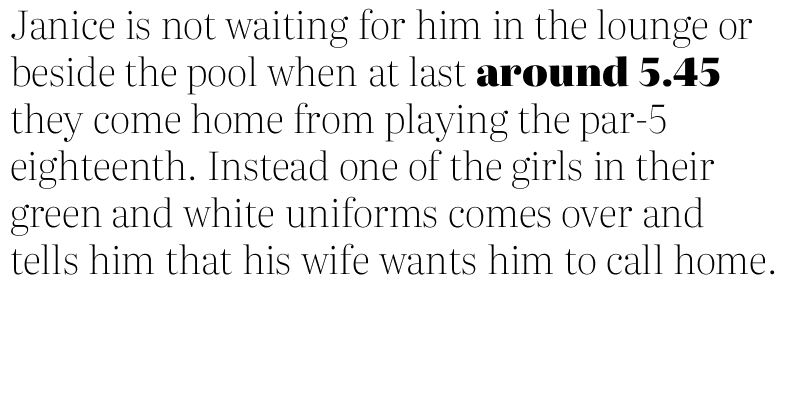 Janice is not waiting for him in the lounge or
beside the pool when at last around 5.45
they come home from playing the par-5
eighteenth. Instead one of the girls in their
green and white uniforms comes over and
tells him that his wife wants him to call home.